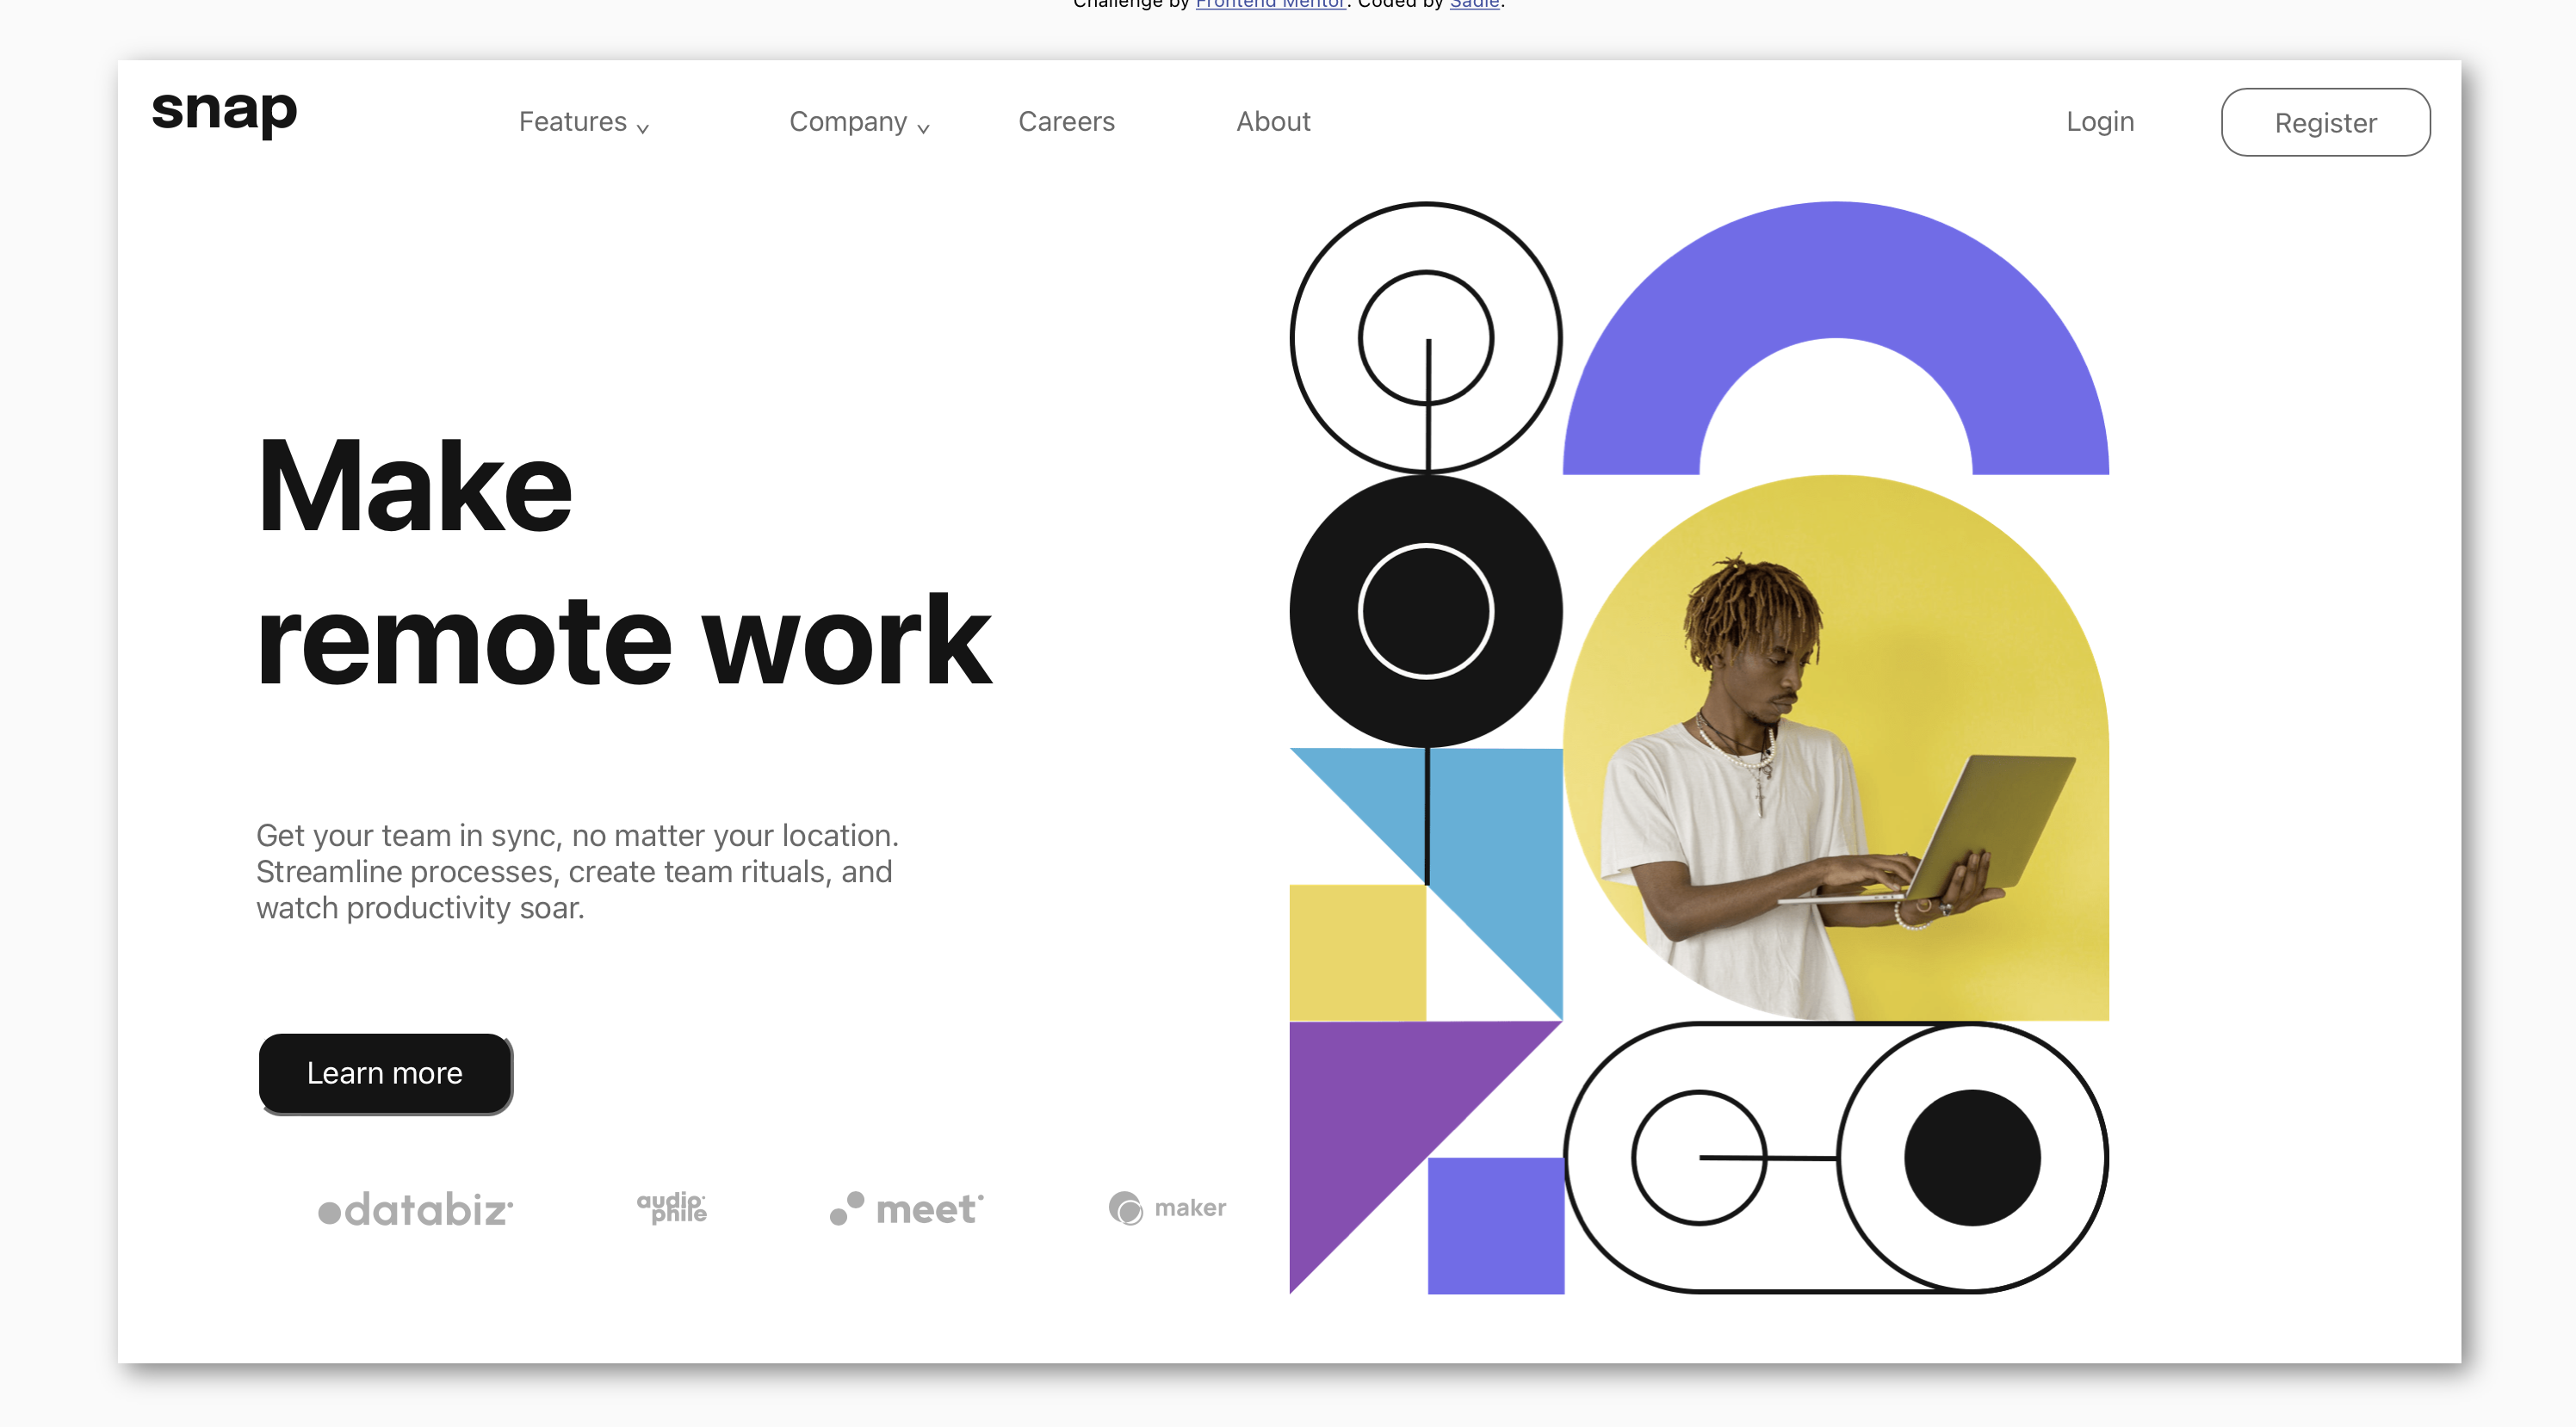 Challenge by Frontend Mentor. Coded by Sadie.
snap
Features
Company
Careers
About
Login
Register
Make
remote work
Get your team in sync, no matter your location.
Streamline processes, create team rituals, and
watch productivity soar.
Learn more
databiz
audio
phile
meet
maker